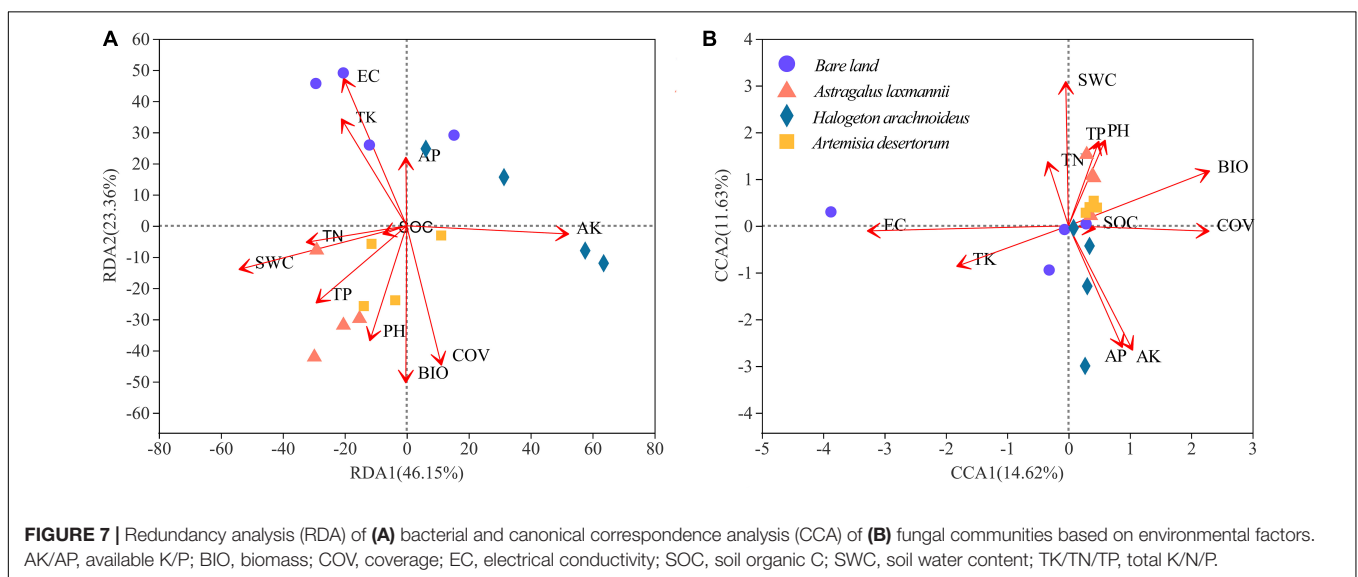 A
60
50
40
30
20
10
0
-10
-20
-30
-40
-50
-60
RDA2(23.36%)
-80
-60
-40
-20
0
20
40
60
80
RDA1(46.15%)
EC
TK
AP
SOC
AK
TN
SWC
TP
PH
COV
BIO
B
4
3
2
1
0
-1
-2
-3
-4
CCA2(11.63%)
-5
-4
-3
-2
-1
0
1
2
3
CCA1(14.62%)
Bare land
Astragalus laxmannii
Halogeton arachnoideus
Artemisia desertorum
SWC
TP PH
TN
BIO
EC
SOC
COV
TK
AP AK
FIGURE 7 | Redundancy analysis (RDA) of (A) bacterial and canonical correspondence analysis (CCA) of (B) fungal communities based on environmental factors.
AK/AP, available K/P; BIO, biomass; COV, coverage; EC, electrical conductivity; SOC, soil organic C; SWC, soil water content; TK/TN/TP, total K/N/P.